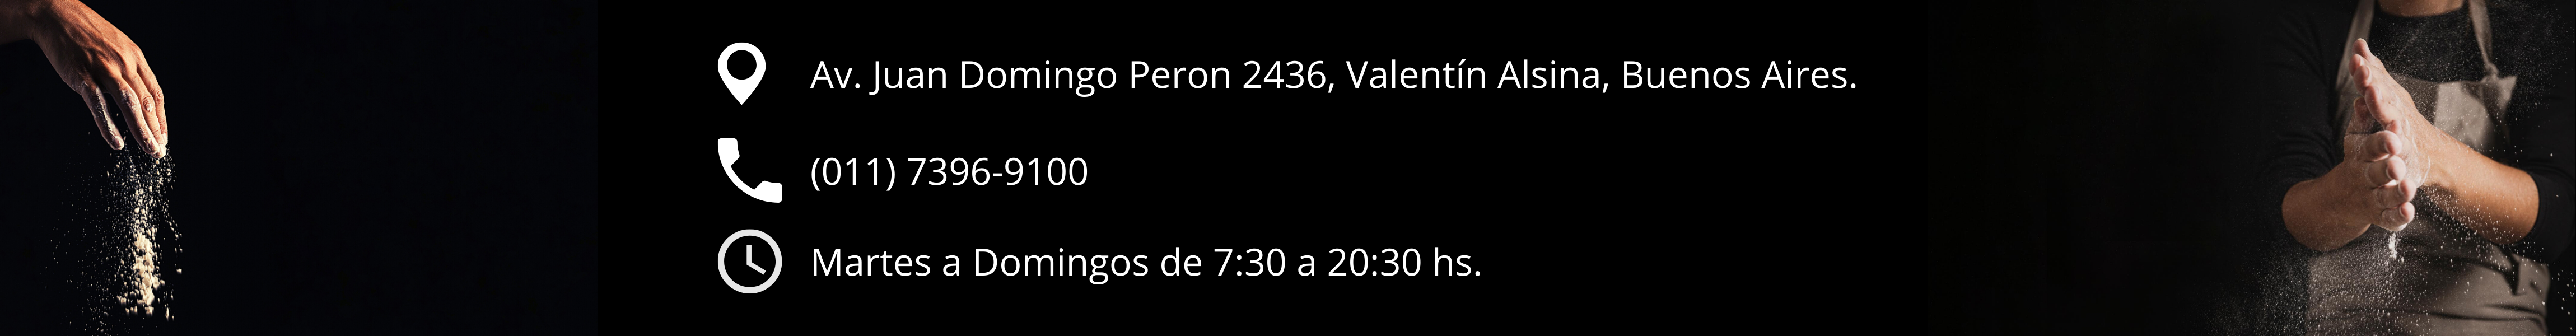 Av. Juan Domingo Peron 2436, Valentín Alsina, Buenos Aires.
(011) 7396-9100
Martes a Domingos de 7:30 a 20:30 hs.